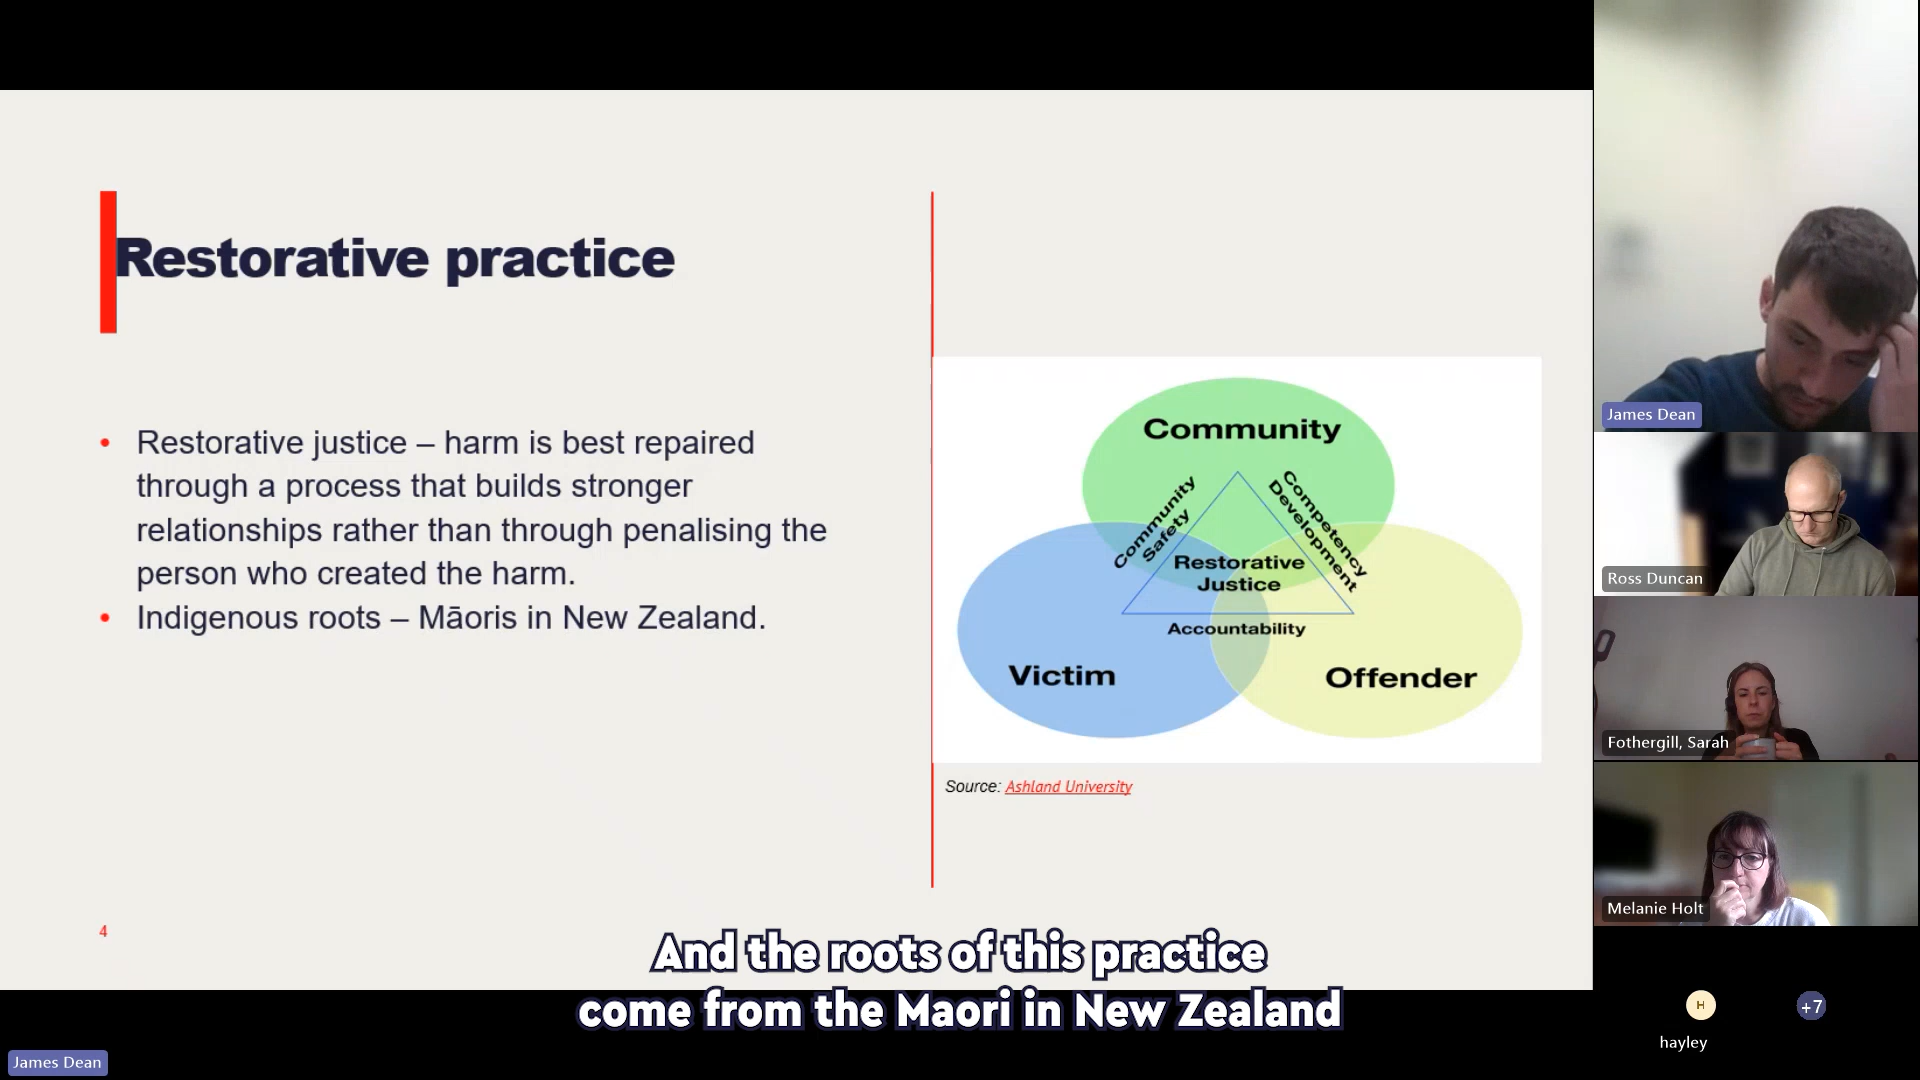 Restorative practice
• Restorative justice – harm is best repaired
through a process that builds stronger
relationships rather than through penalising the
person who created the harm.
• Indigenous roots – Māoris in New Zealand.
Community
Community
Safety
Competency
Development
Restorative
Justice
Accountability
Victim
Offender
Source: Ashland University
4
And the roots of this practice
come from the Maori in New Zealand
James Dean
James Dean
Ross Duncan
Fothergill, Sarah
Melanie Holt
H
+7
hayley